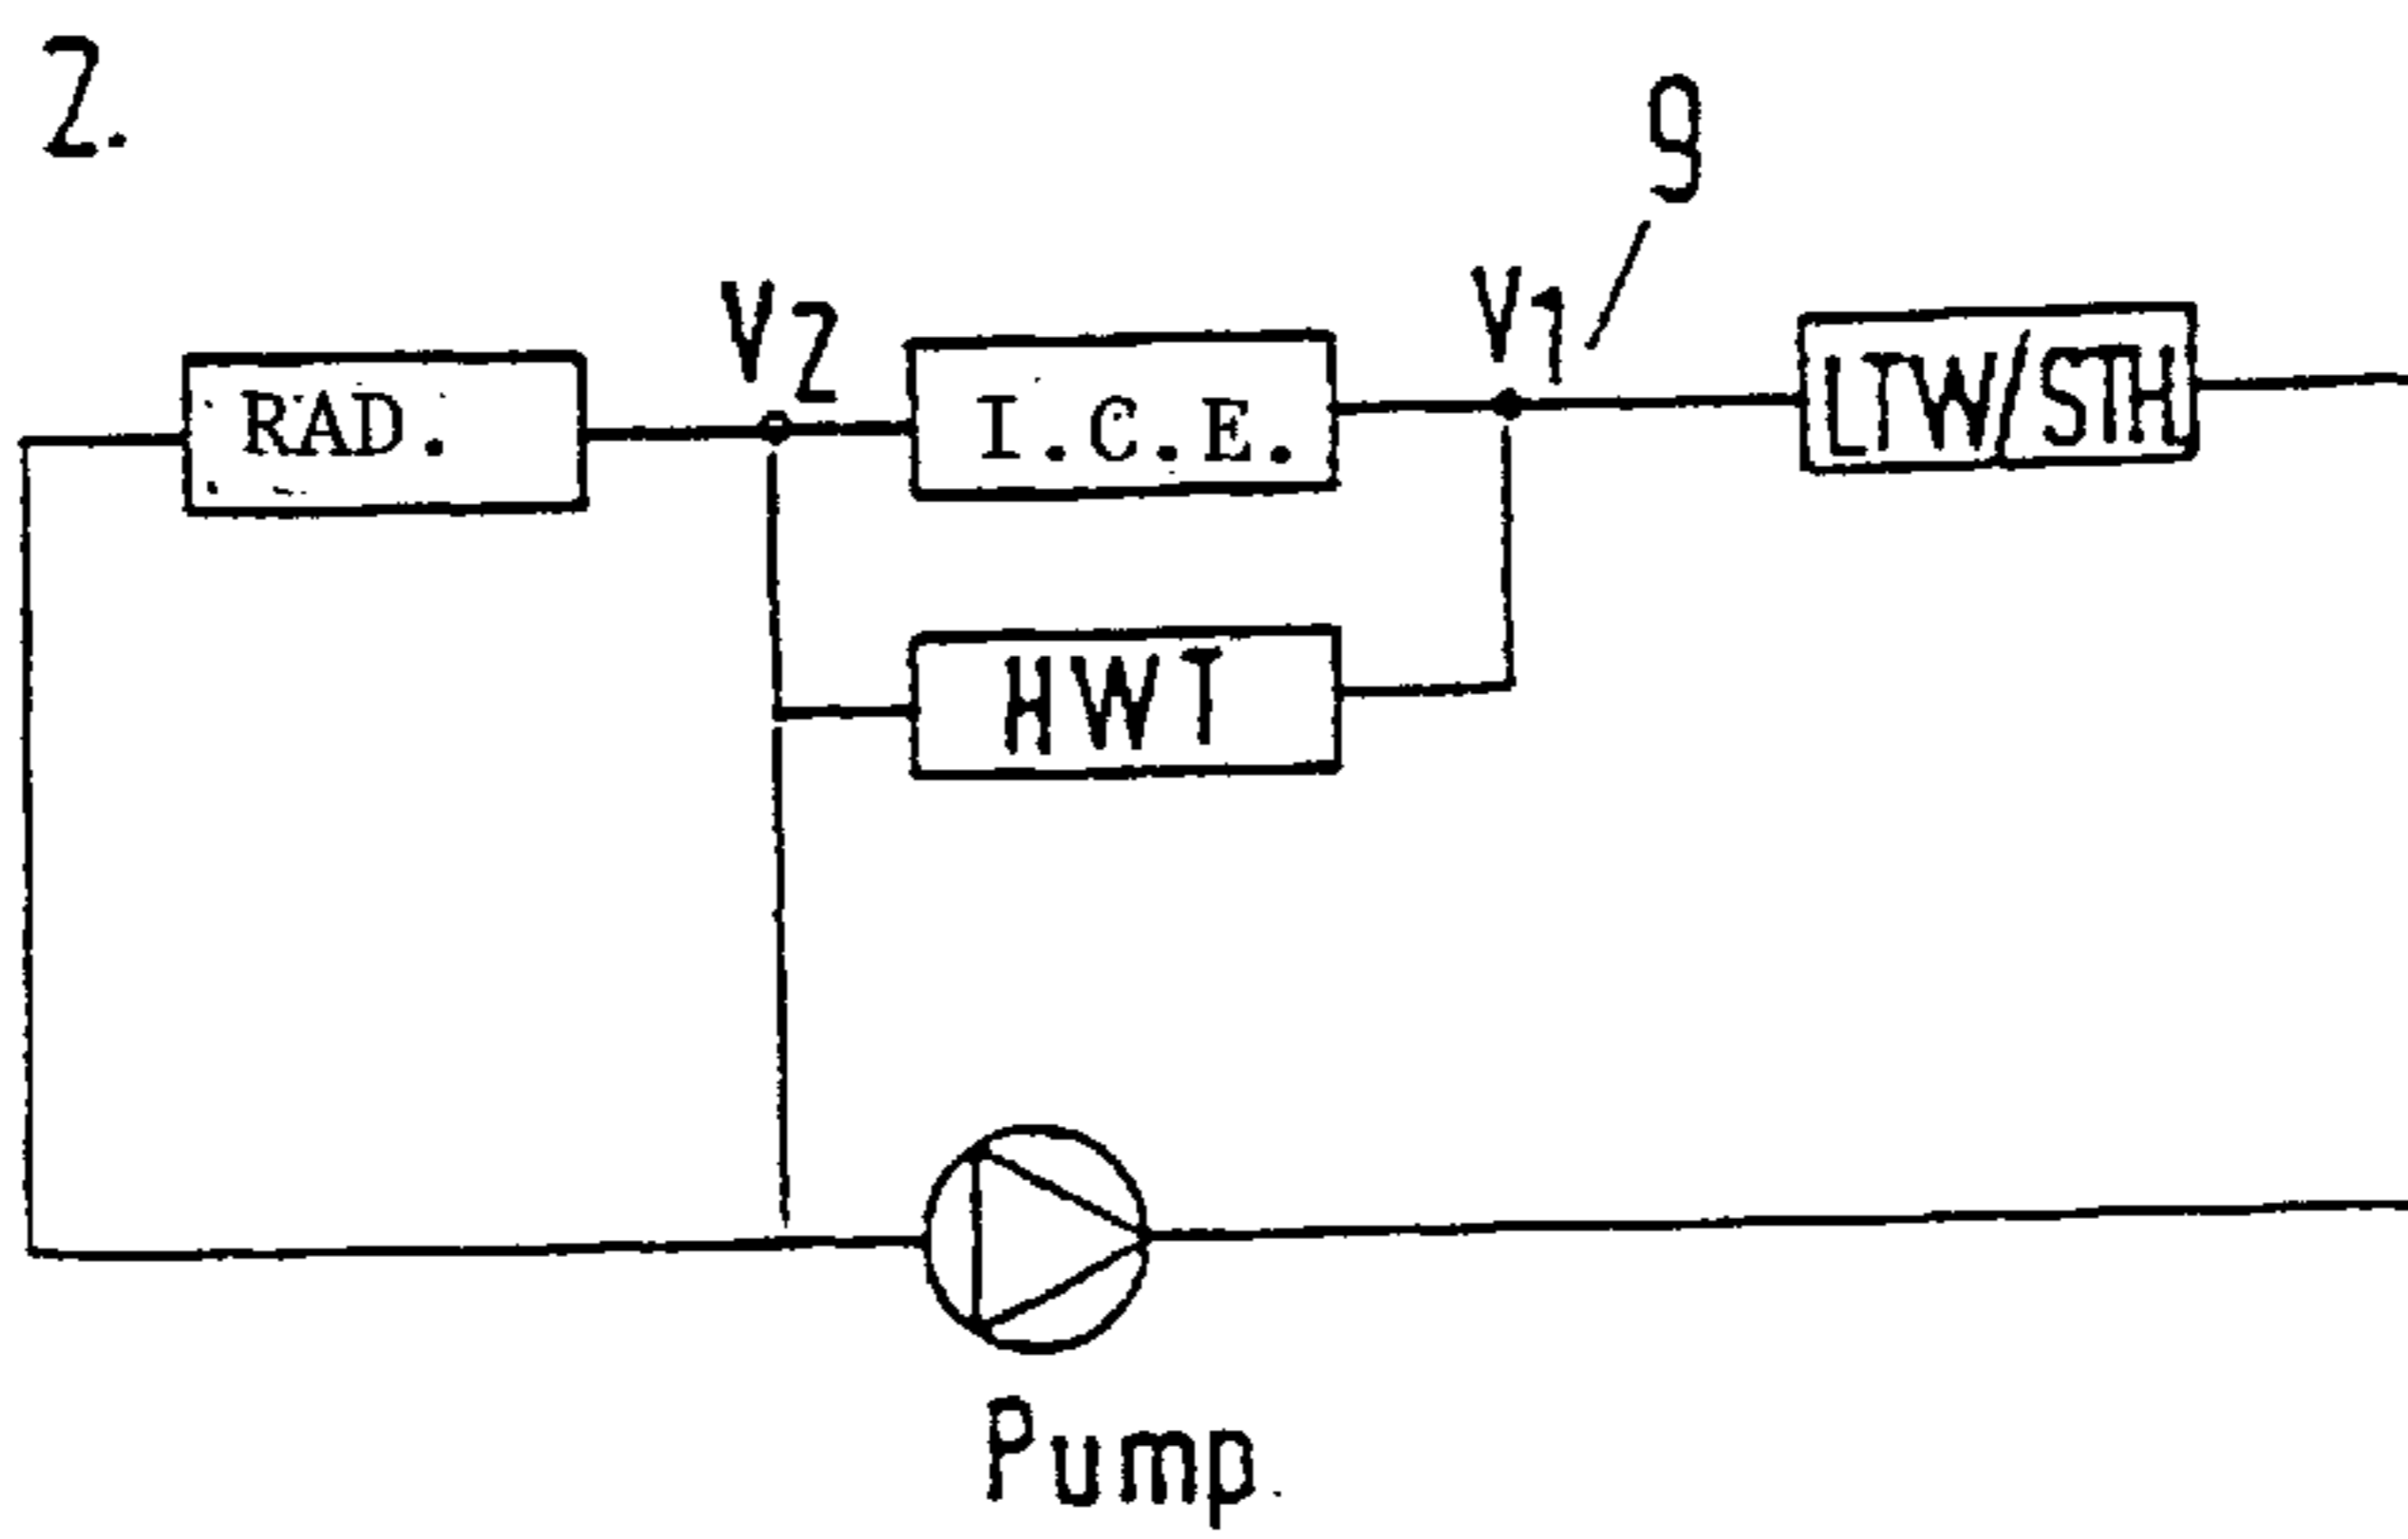 2.
9
V2
V1
RAD.
I.C.E.
LTW/STH
HWT
Pump